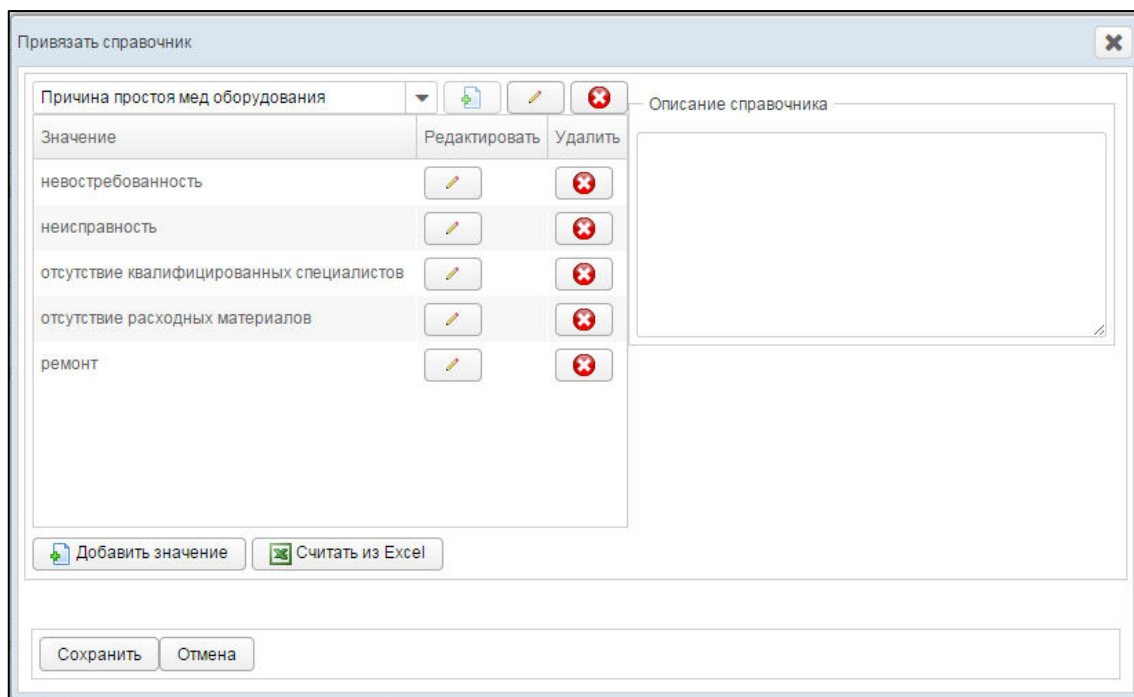 Привязать справочник
Причина простоя мед оборудования
Описание справочника
Значение Редактировать Удалить
невостребованность
неисправность
отсутствие квалифицированных специалистов
отсутствие расходных материалов
ремонт
Добавить значение Считать из Excel
Сохранить Отмена